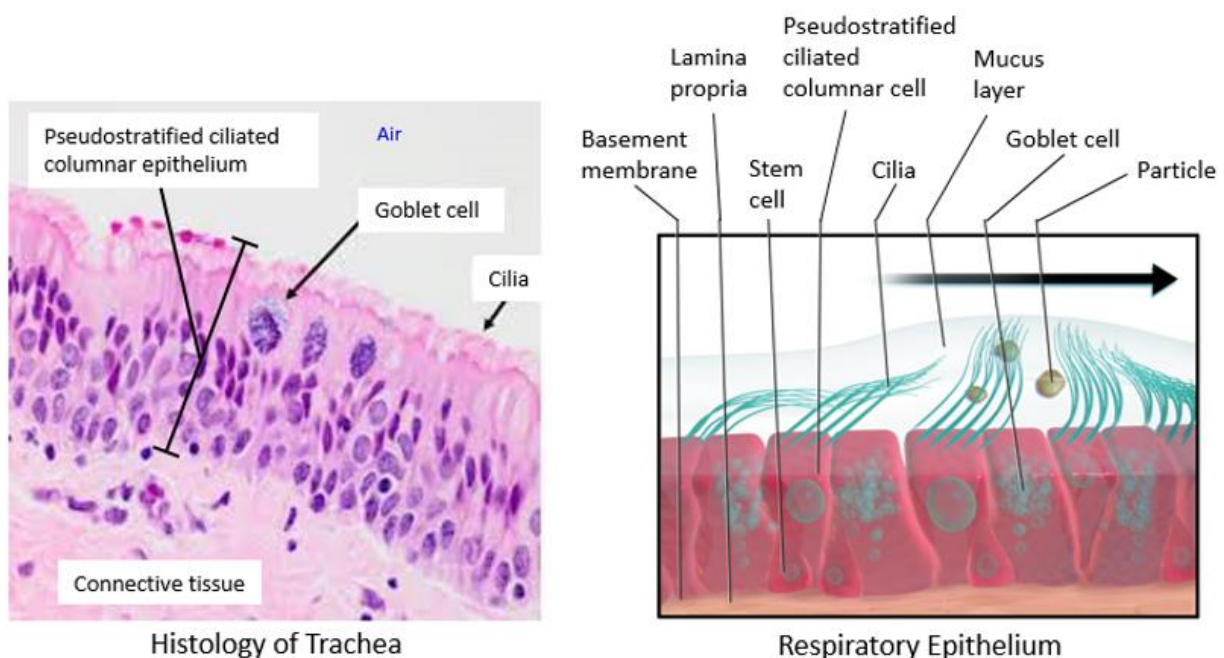 Pseudostratified ciliated
columnar epithelium
Air
Goblet cell
Cilia
Connective tissue
Histology of Trachea
Basement
membrane
Lamina
propria
Stem
cell
Pseudostratified
ciliated
columnar cell
Cilia
Mucus
layer
Goblet cell
Particle
Respiratory Epithelium